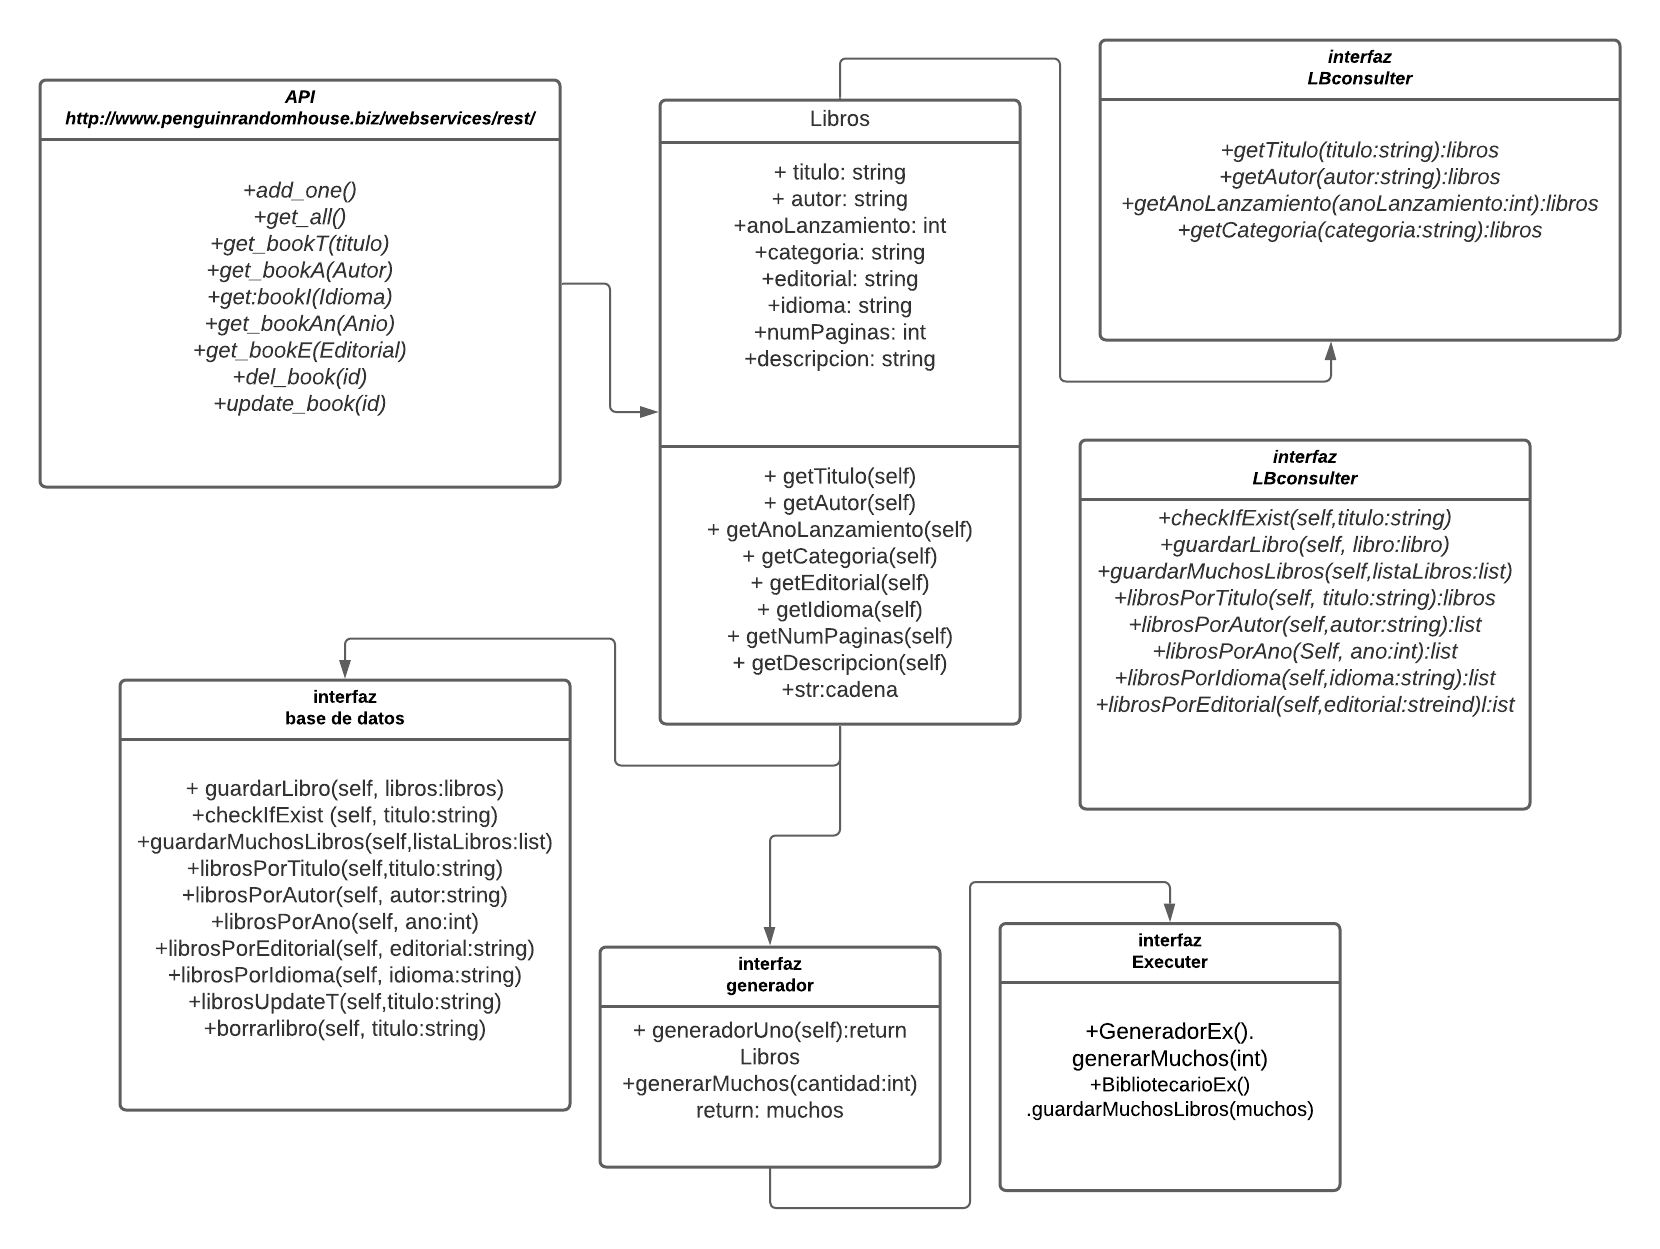 API
http://www.penguinrandomhouse.biz/webservices/rest/
+add_one()
+get_all()
+get_bookT(titulo)
+get_bookA(Autor)
+get:bookI(Idioma)
+get_bookAn(Anio)
+get_bookE(Editorial)
+del_book(id)
+update_book(id)
Libros
+ titulo: string
+ autor: string
+anoLanzamiento: int
+categoria: string
+editorial: string
+idioma: string
+numPaginas: int
+descripcion: string
+ getTitulo(self)
+ getAutor(self)
+ getAnoLanzamiento(self)
+ getCategoria(self)
+ getEditorial(self)
+ getIdioma(self)
+ getNumPaginas(self)
+ getDescripcion(self)
+str:cadena
interfaz
LBconsulter
+getTitulo(titulo:string):libros
+getAutor(autor:string):libros
+getAnoLanzamiento(anoLanzamiento:int):libros
+getCategoria(categoria:string):libros
interfaz
LBconsulter
+checkIfExist(self,titulo:string)
+guardarLibro(self, libro:libro)
+guardarMuchosLibros(self,listaLibros:list)
+librosPorTitulo(self, titulo:string):libros
+librosPorAutor(self,autor:string):list
+librosPorAno(Self, ano:int):list
+librosPorIdioma(self,idioma:string):list
+librosPorEditorial(self,editorial:streind)l:ist
interfaz
base de datos
+ guardarLibro(self, libros:libros)
+checkIfExist (self, titulo:string)
+guardarMuchosLibros(self,listaLibros:list)
+librosPorTitulo(self,titulo:string)
+librosPorAutor(self, autor:string)
+librosPorAno(self, ano:int)
+librosPorEditorial(self, editorial:string)
+librosPorIdioma(self, idioma:string)
+librosUpdateT(self,titulo:string)
+borrarlibro(self, titulo:string)
interfaz
generador
+ generadorUno(self):return
Libros
+generarMuchos(cantidad:int)
return: muchos
interfaz
Executer
+GeneradorEx().
generarMuchos(int)
+BibliotecarioEx()
.guardarMuchosLibros(muchos)